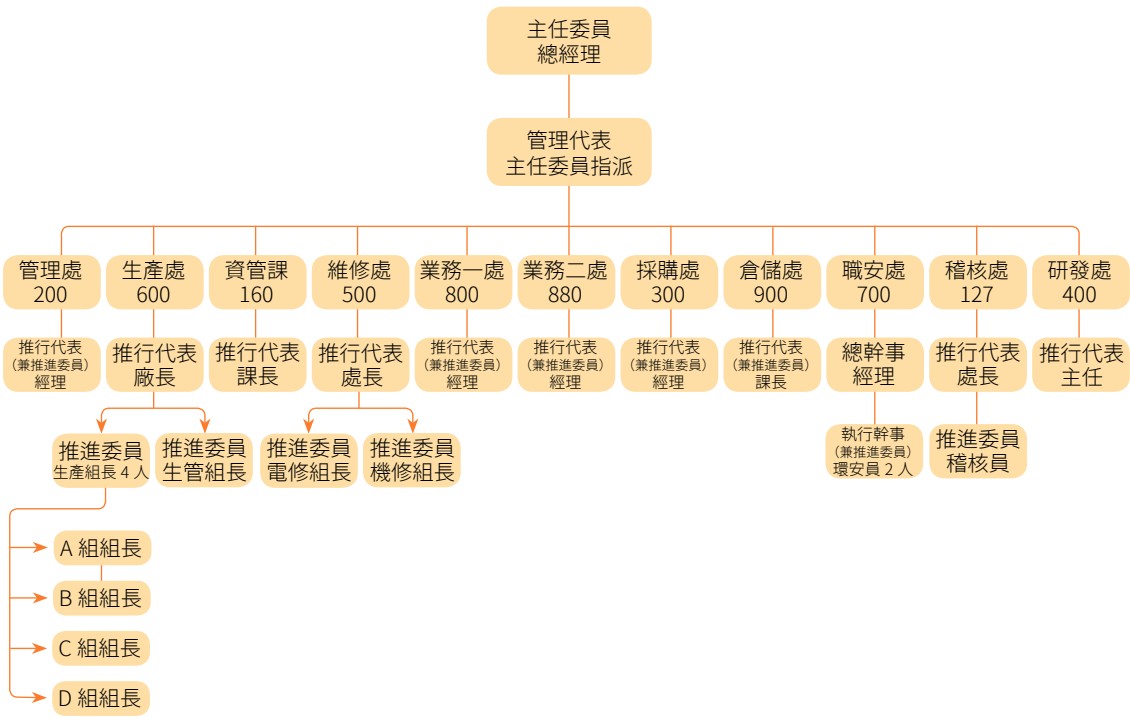 主任委員
總經理
管理代表
主任委員指派
管理處
200
生產處
600
資管課
160
維修處
500
業務一處
800
業務二處
880
採購處
300
倉儲處
900
職安處
700
稽核處
127
研發處
400
推行代表
（兼推進委員）
經理
推行代表
廠長
推行代表
課長
推行代表
處長
推行代表
（兼推進委員）
經理
推行代表
（兼推進委員）
經理
推行代表
（兼推進委員）
經理
推行代表
（兼推進委員）
課長
總幹事
經理
推行代表
處長
推行代表
主任
推進委員
生產組長 4 人
推進委員
生管組長
推進委員
電修組長
推進委員
機修組長
執行幹事
（兼推進委員）
環安員 2 人
推進委員
稽核員
A 組組長
B 組組長
C 組組長
D 組組長